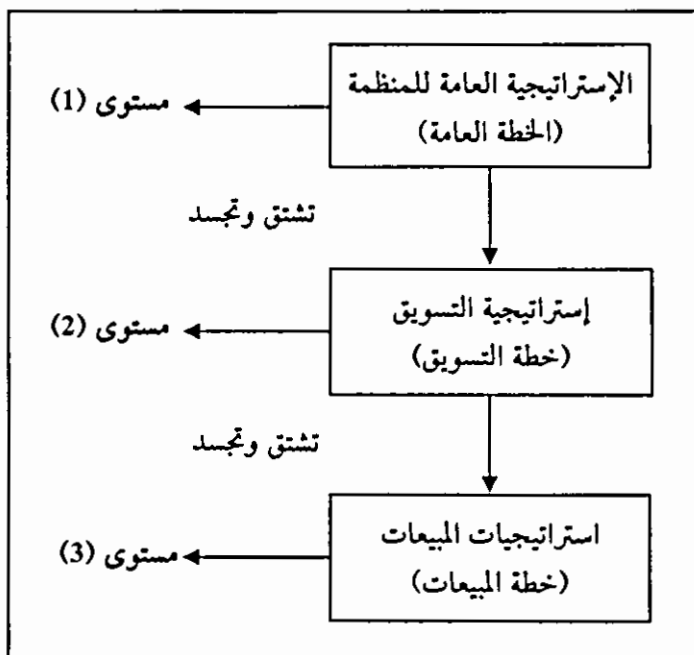 الإستراتيجية العامة للمنظمة
(الخطة العامة)
مستوى (1)
تشتق وتجسد
إستراتيجية التسويق
(خطة التسويق)
مستوى (2)
تشتق وتجسد
استراتيجيات المبيعات
(خطة المبيعات)
مستوى (3)